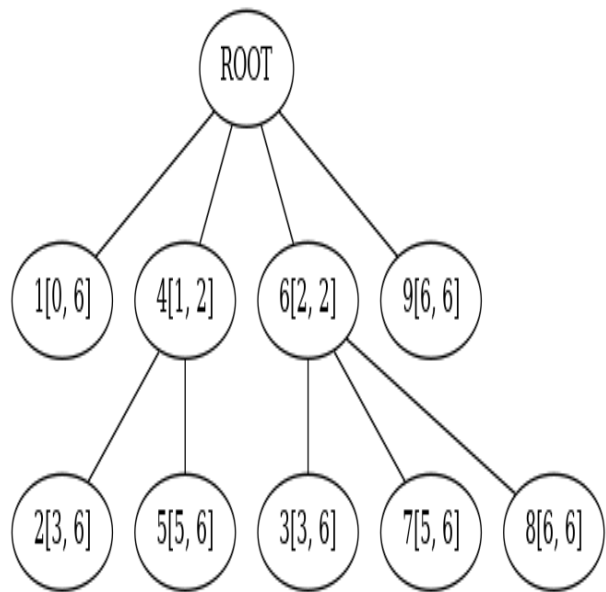 ROOT
1[0, 6] 4[1, 2] 6[2, 2] 9[6, 6]
2[3, 6] 5[5, 6] 3[3, 6] 7[5, 6] 8[6, 6]